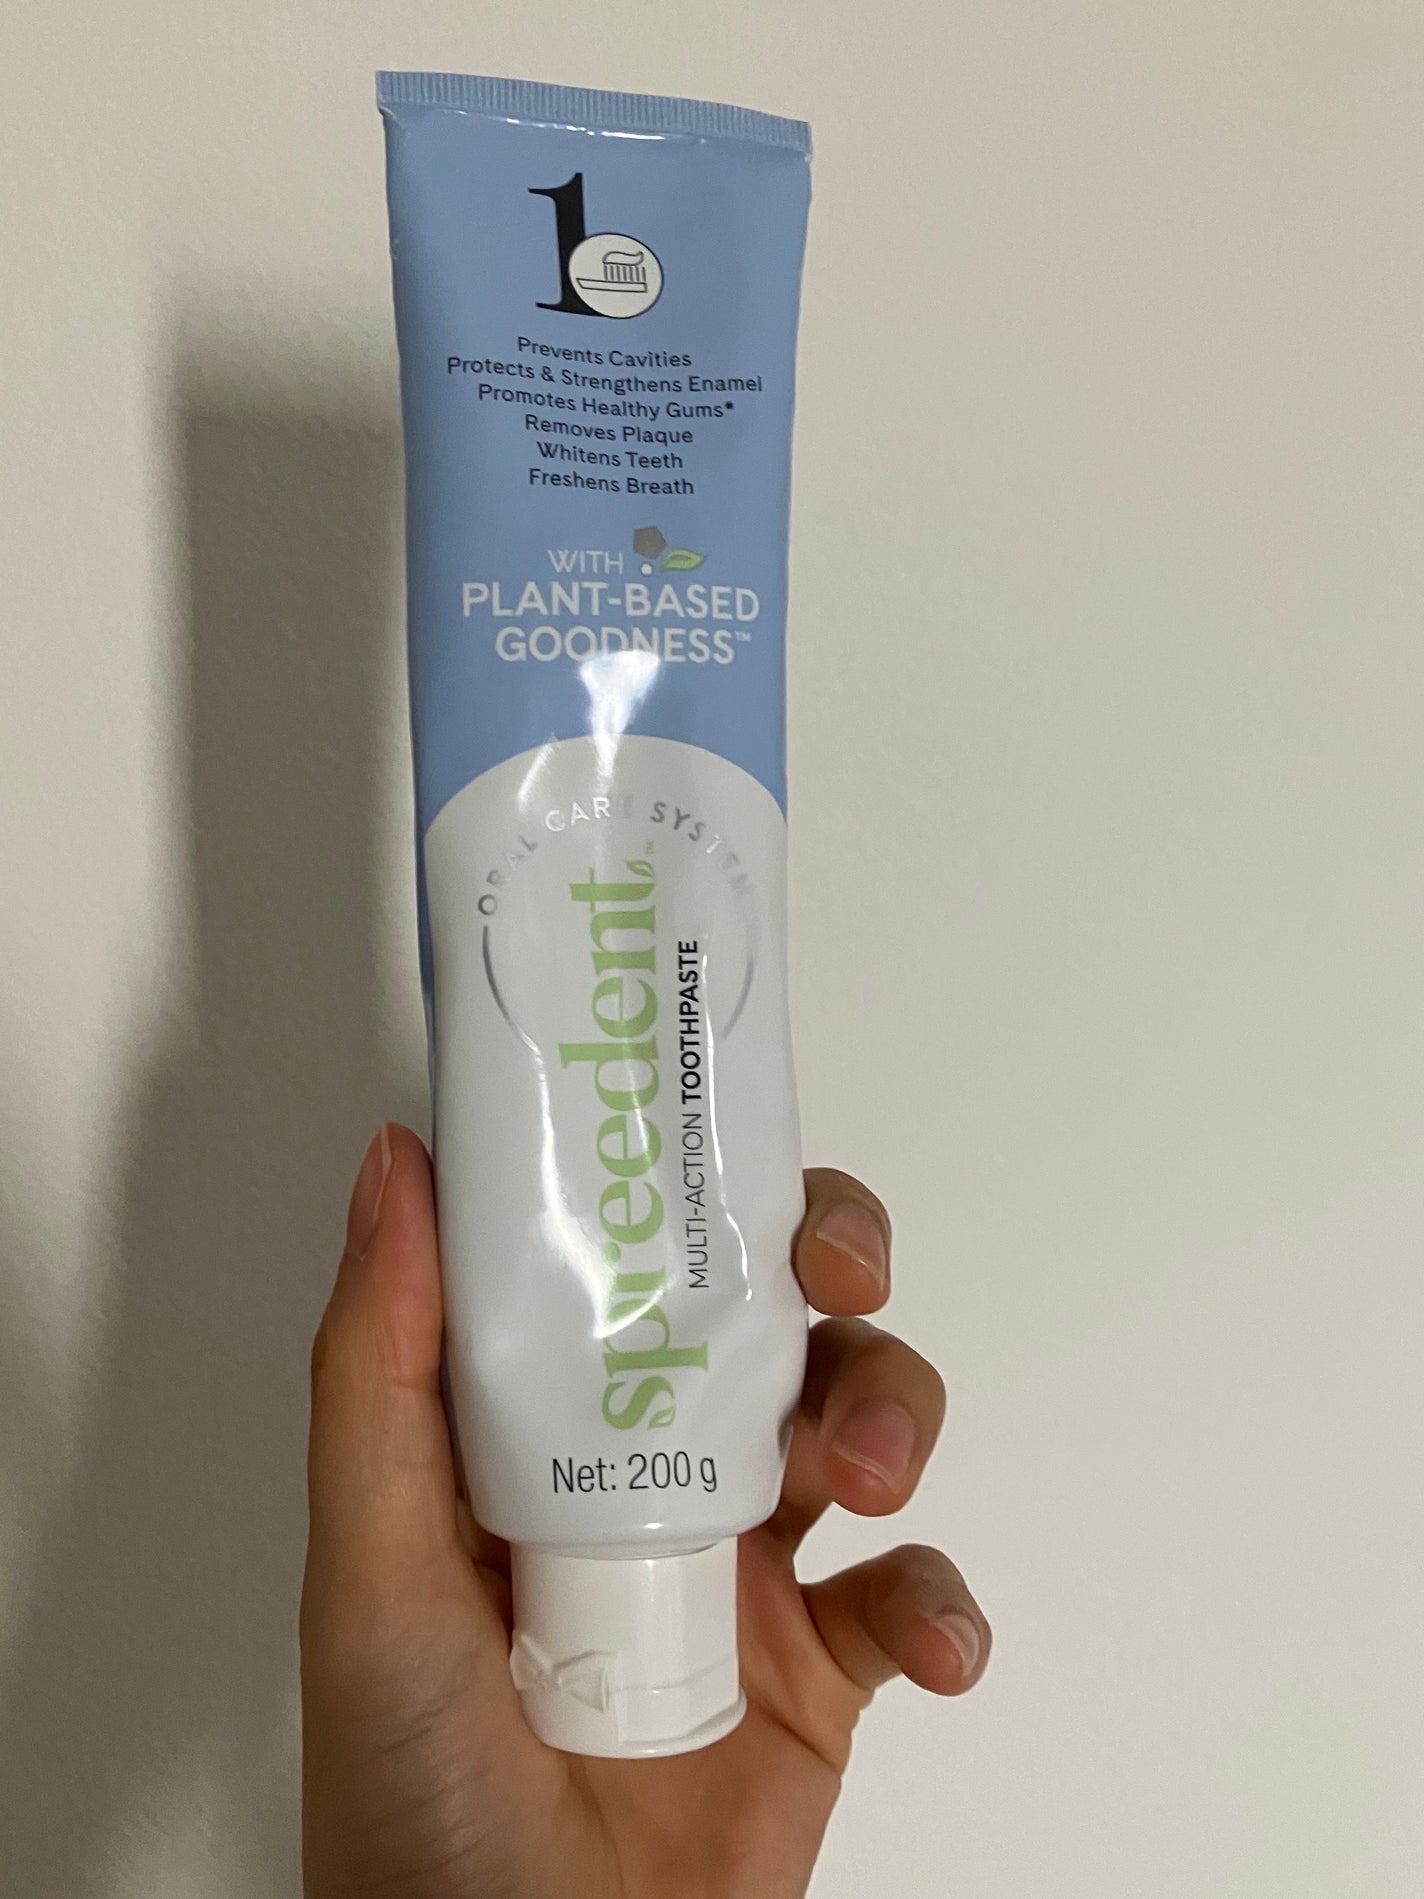 1
Prevents Cavities
Protects & Strengthens Enamel
Promotes Healthy Gums*
Removes Plaque
Whitens Teeth
Freshens Breath
WITH
PLANT-BASED
GOODNESS™
ORAL CARE SYSTEM
spreedent™
MULTI-ACTION TOOTHPASTE
Net: 200 g